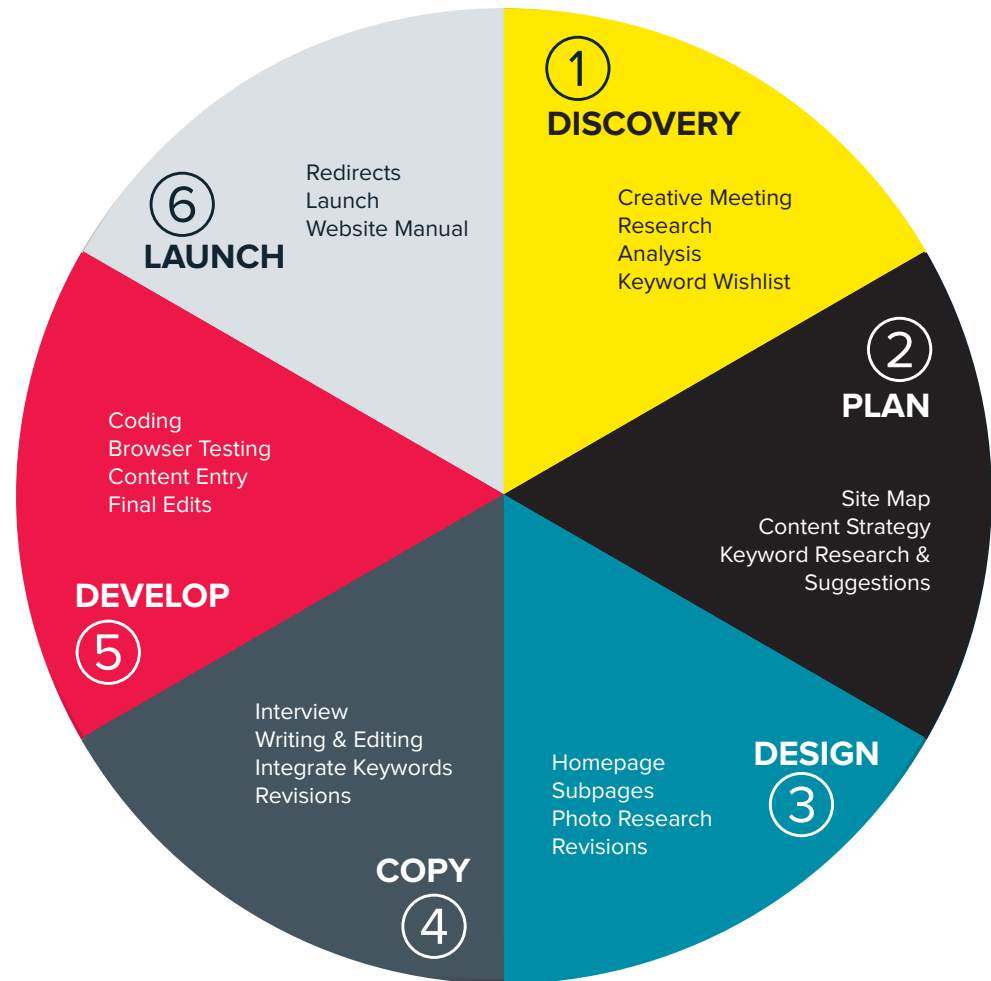 1
DISCOVERY
Creative Meeting
Research
Analysis
Keyword Wishlist
2
PLAN
Site Map
Content Strategy
Keyword Research &
Suggestions
DESIGN
3
Homepage
Subpages
Photo Research
Revisions
Interview
Writing & Editing
Integrate Keywords
Revisions
COPY
4
Coding
Browser Testing
Content Entry
Final Edits
DEVELOP
5
6
LAUNCH
Redirects
Launch
Website Manual